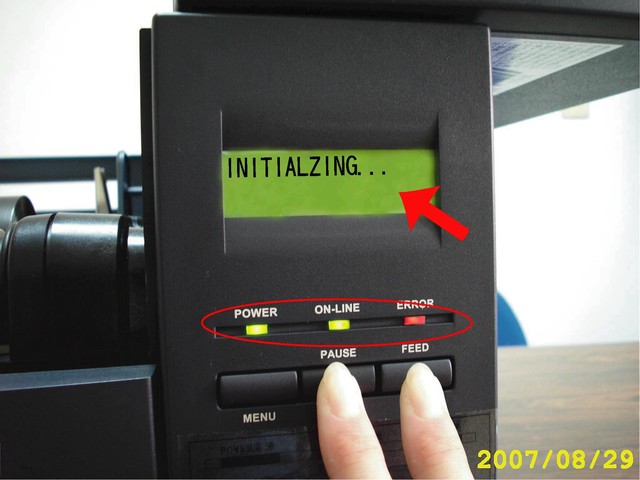 INITIALZING...
POWER ON-LINE ERROR
PAUSE FEED
MENU
2007/08/29